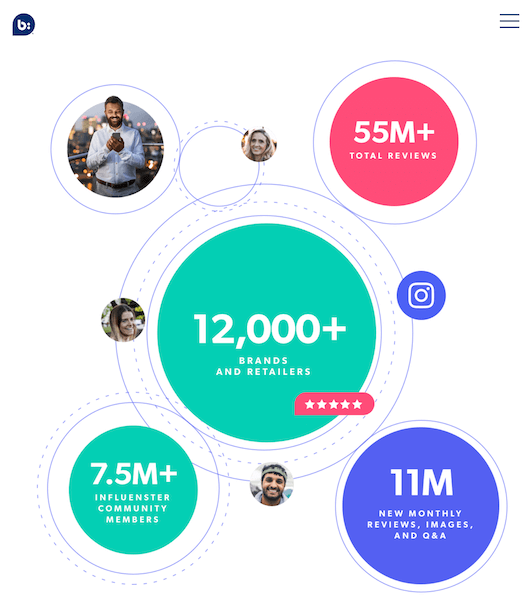 b:
55M+
TOTAL REVIEWS
12,000+
BRANDS
AND RETAILERS
7.5M+
INFLUENSTER
COMMUNITY
MEMBERS
11M
NEW MONTHLY
REVIEWS, IMAGES,
AND Q&A